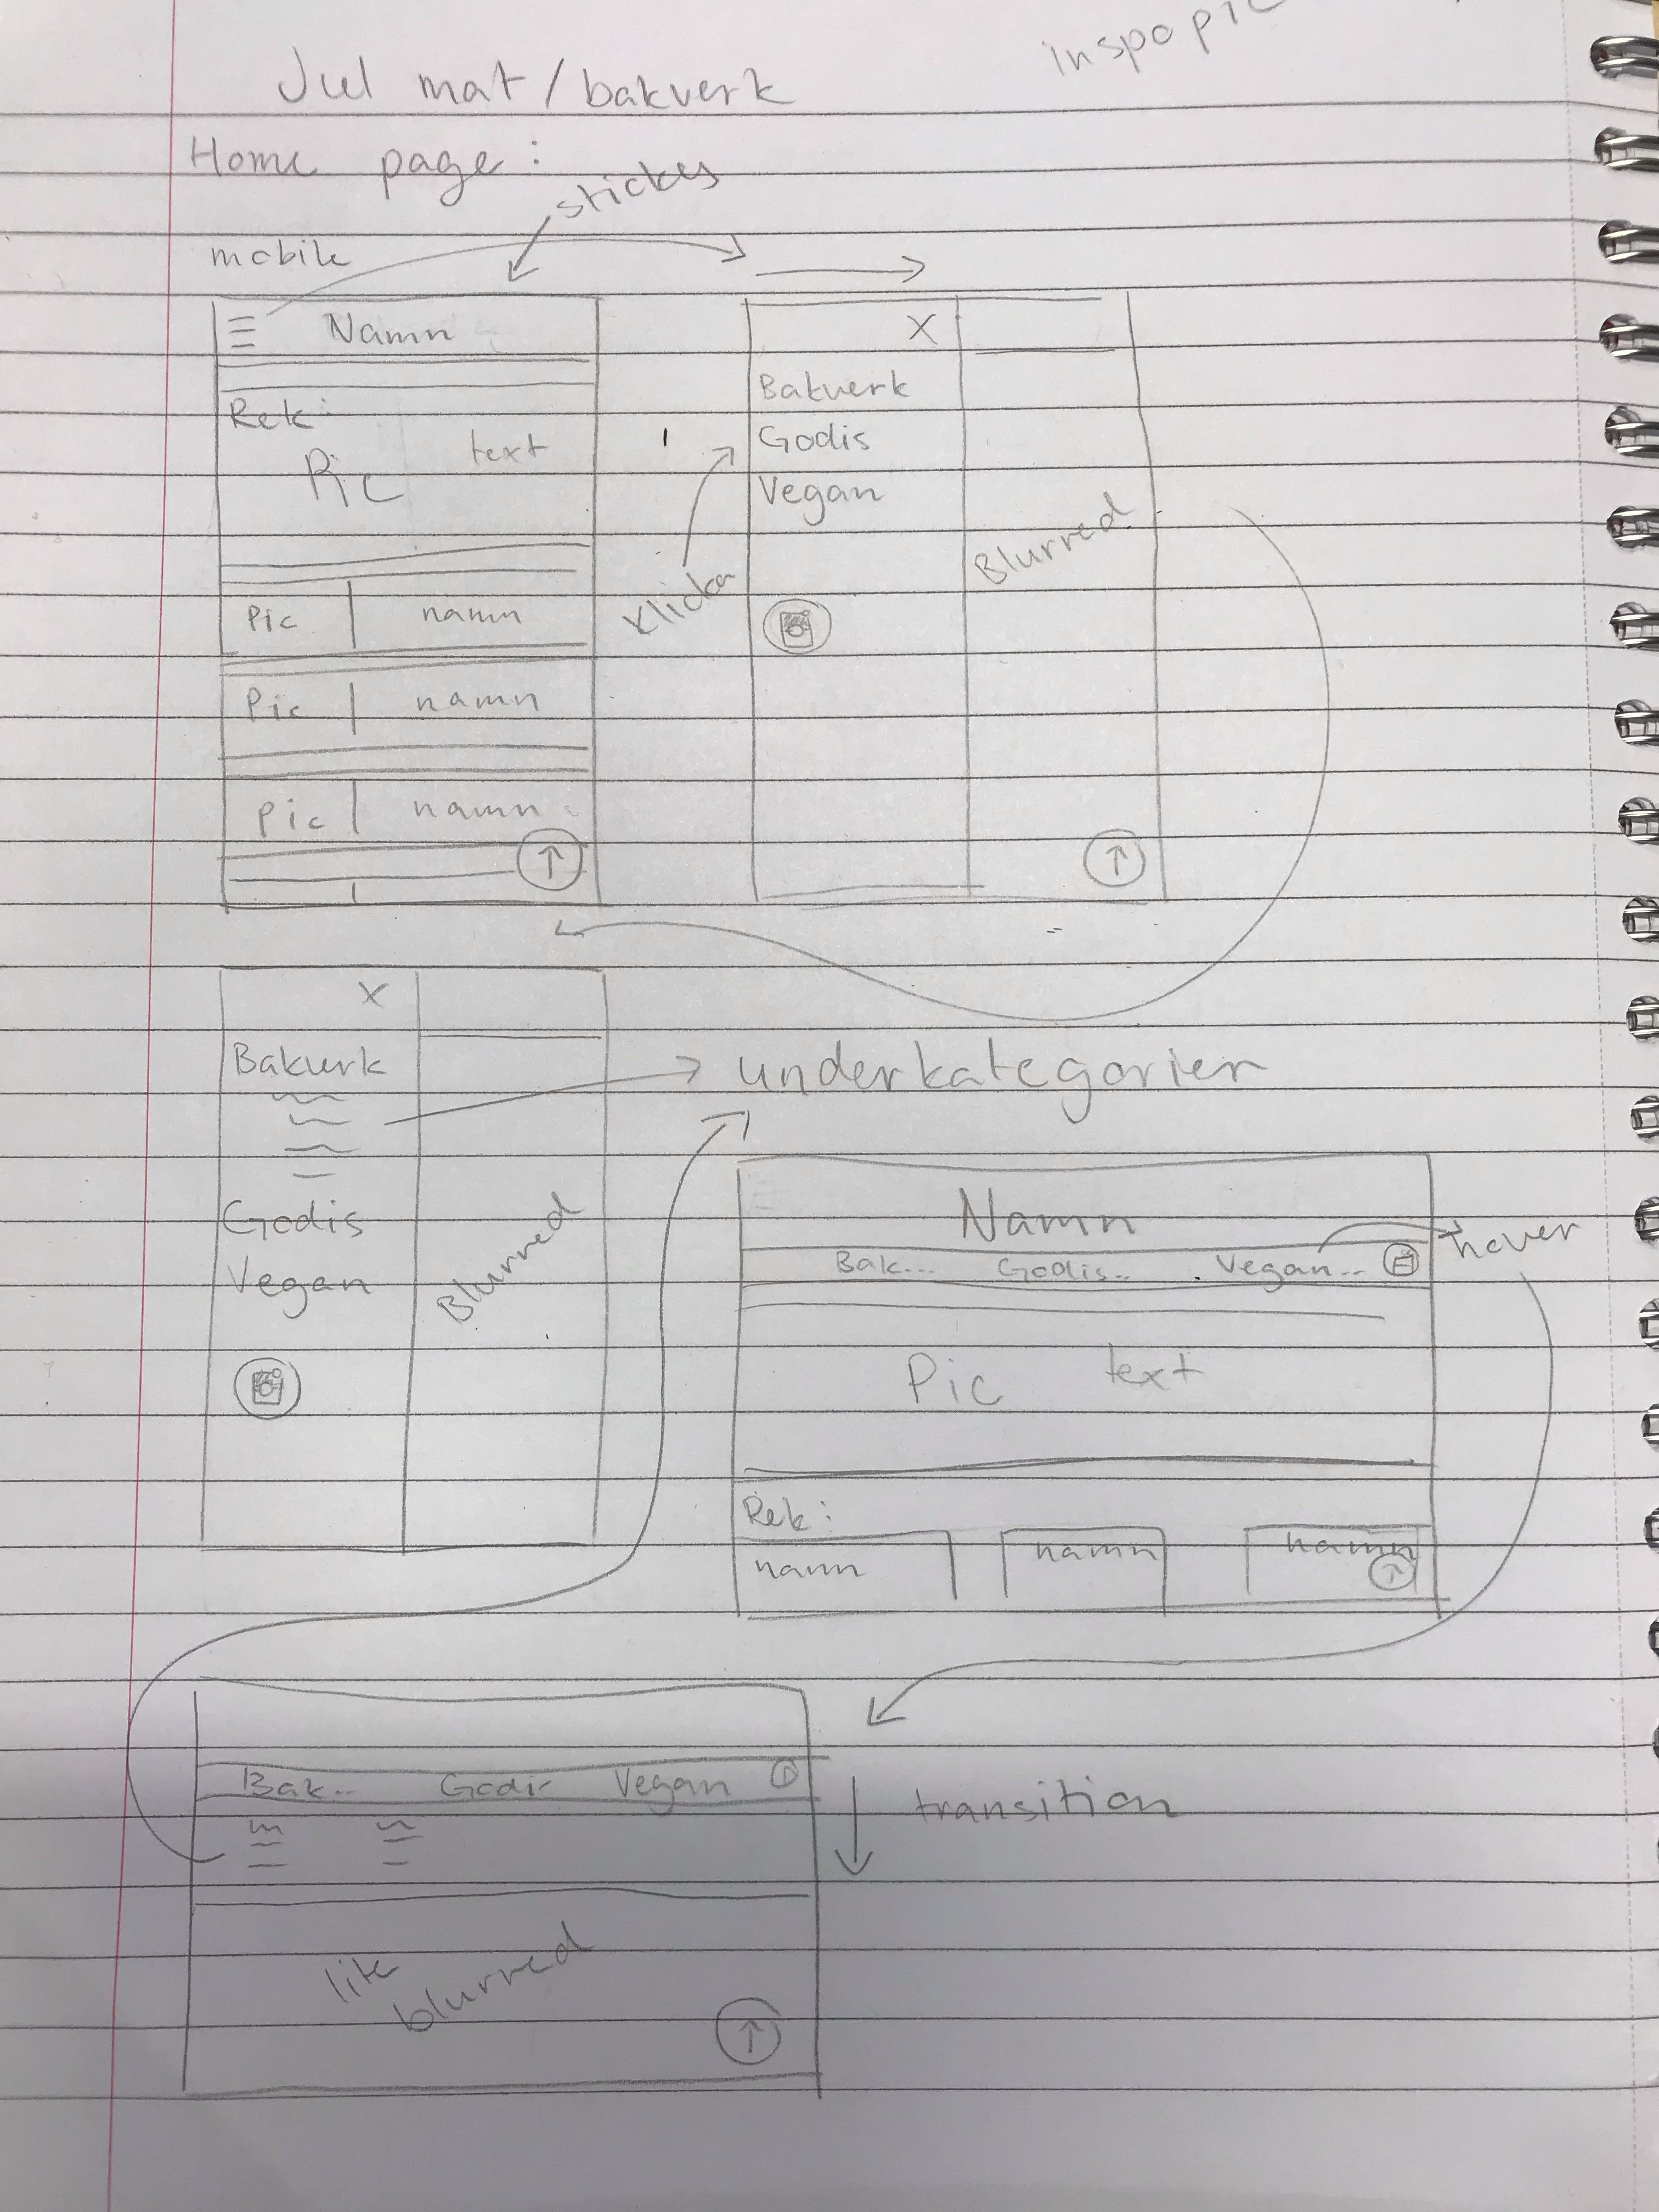 inspopic
Jul mat/bakverk
Home page:
sticky
mobile
Namn
Rek:
Pic text
Pic namn
Pic namn
Pic namn
Klicka
X
Bakverk
Godis
Vegan
Blurred
X
Bakverk
Godis
Vegan
Blurred
underkategorier
Namn
Bak... Godis.. Vegan..
hover
Pic text
Rek:
namn namn namn
Bak.. Godis Vegan
transition
lite
blurred